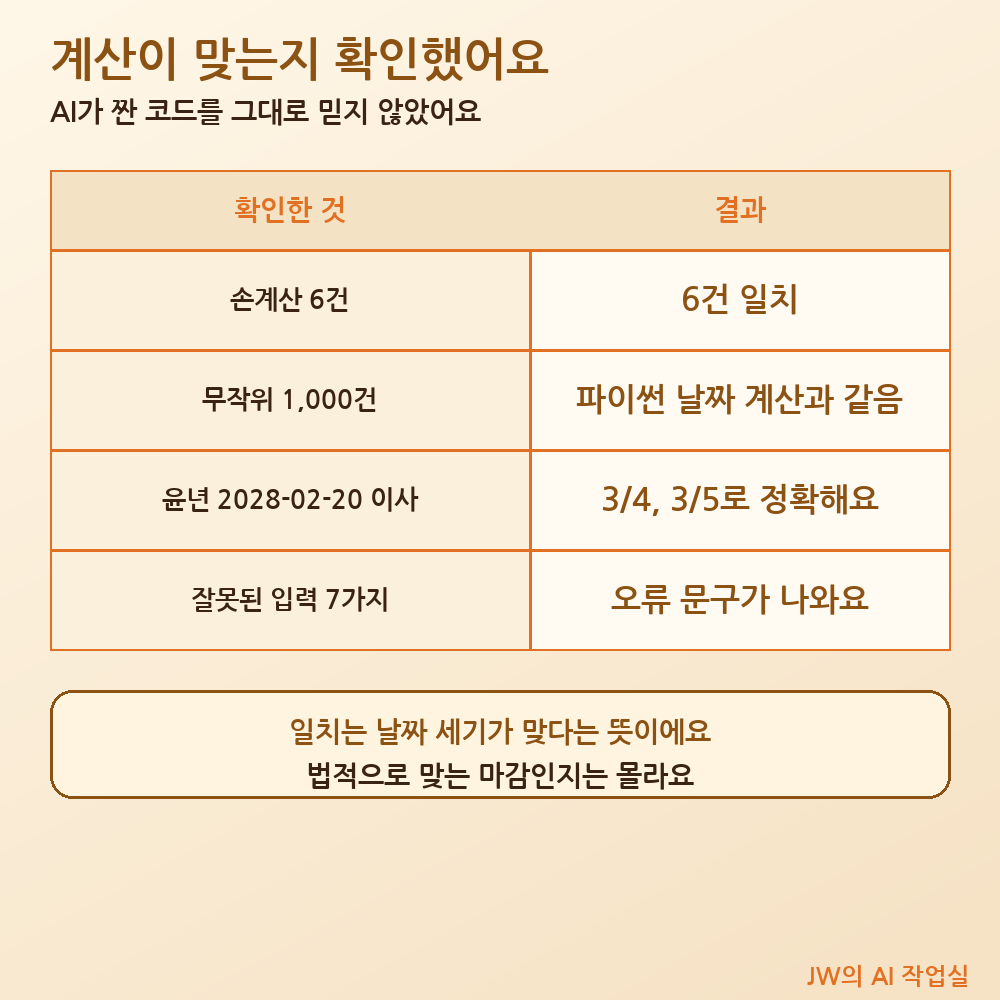 계산이 맞는지 확인했어요
AI가 짠 코드를 그대로 믿지 않았어요
확인한 것 결과
손계산 6건 6건 일치
무작위 1,000건 파이썬 날짜 계산과 같음
윤년 2028-02-20 이사 3/4, 3/5로 정확해요
잘못된 입력 7가지 오류 문구가 나와요
일치는 날짜 세기가 맞다는 뜻이에요
법적으로 맞는 마감인지는 몰라요
JW의 AI 작업실